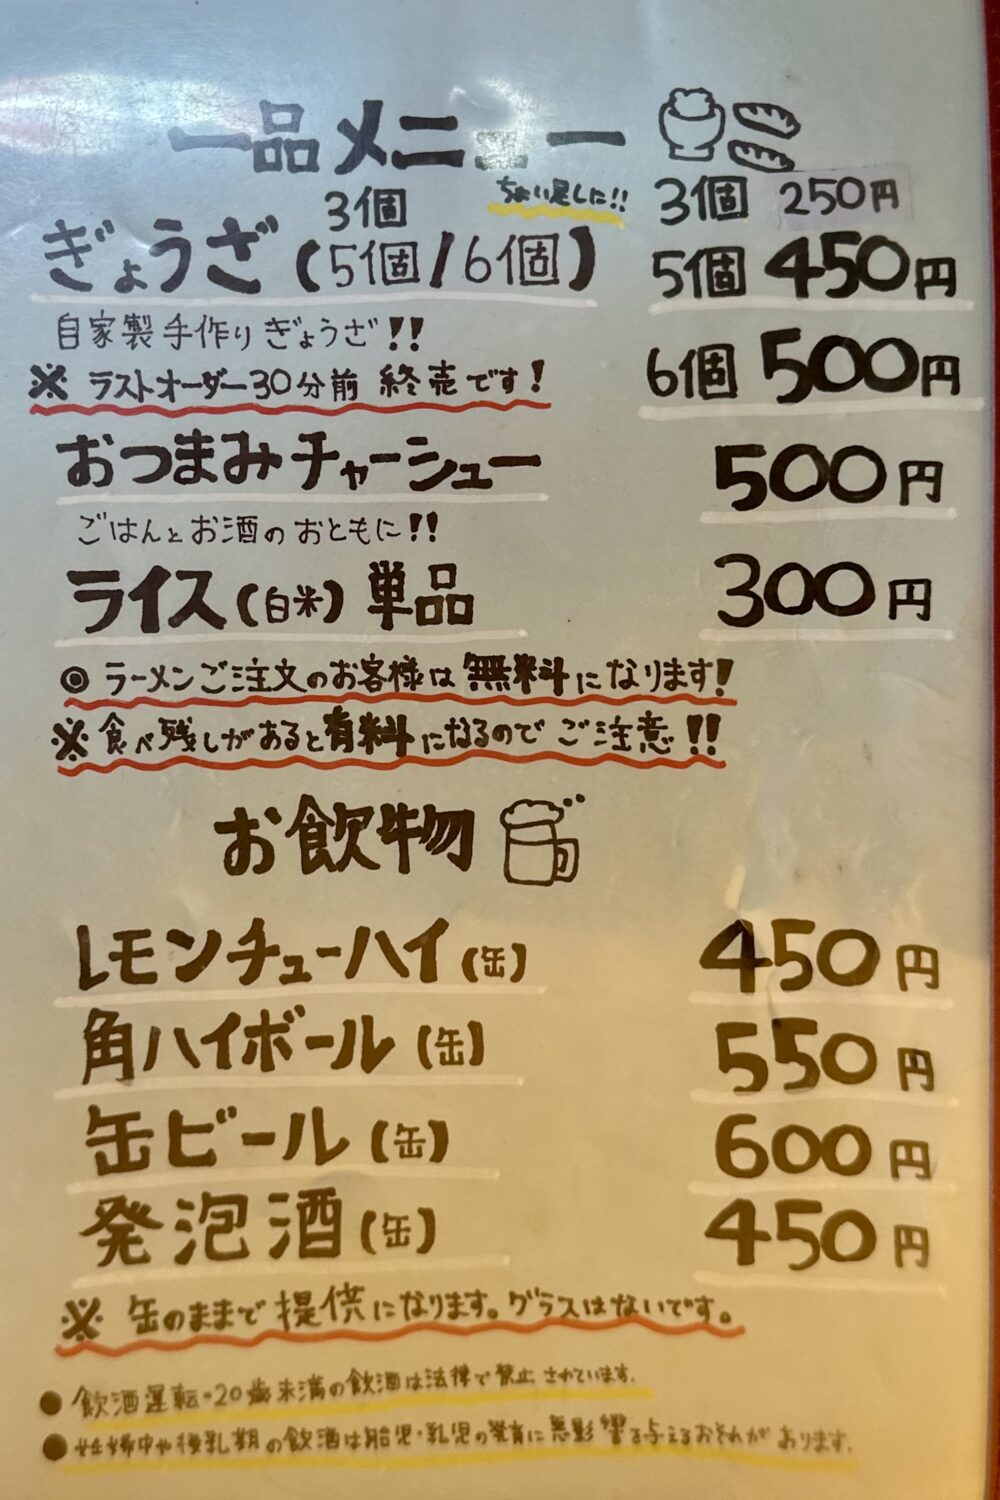 一品メニュー
3個 ちょい足しに!! 3個 250円
ぎょうざ (5個/6個) 5個 450円
自家製手作りぎょうざ!!
6個 500円
※ ラストオーダー30分前 終売です!
おつまみチャーシュー 500円
ごはんとお酒のおともに!!
ライス(白米) 単品 300円
◎ ラーメンご注文のお客様は無料になります!
※ 食べ残しがあると有料になるのでご注意!!
お飲物
レモンチューハイ(缶) 450円
角ハイボール(缶) 550円
缶ビール(缶) 600円
発泡酒(缶) 450円
※ 缶のままで提供になります。グラスはないです。
● 飲酒運転・20歳未満の飲酒は法律で禁止されています.
● 妊娠中や授乳期の飲酒は胎児・乳児の発育に悪影響を与えるおそれがあります.